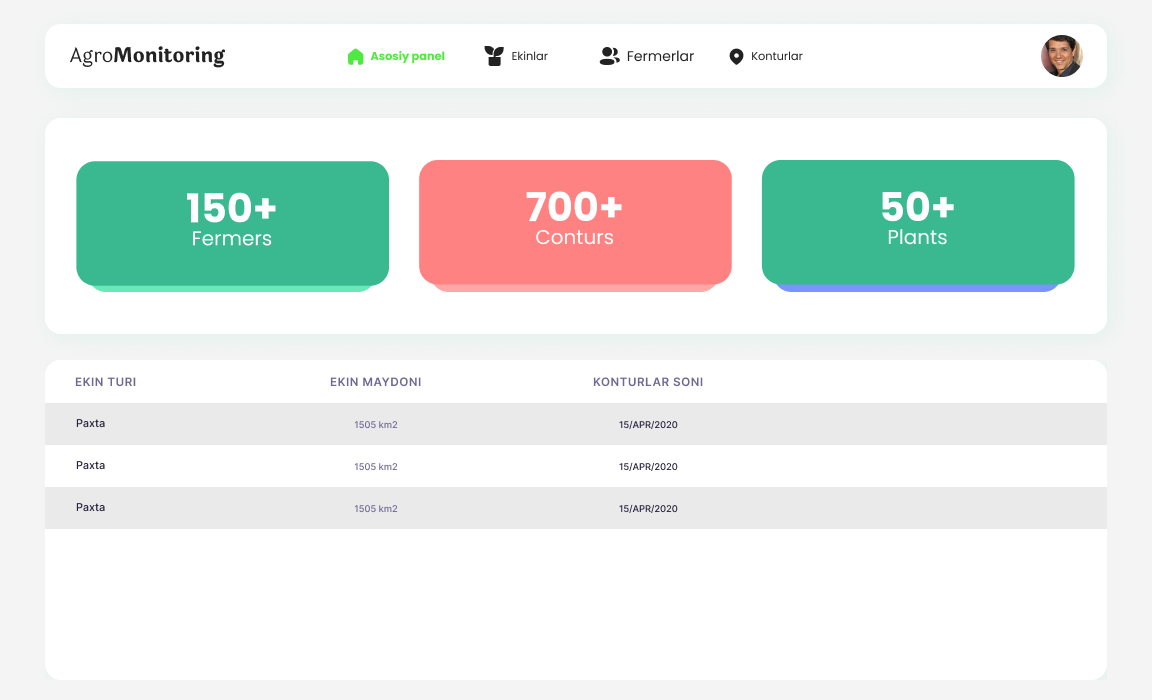 AgroMonitoring
Asosiy panel
Ekinlar
Fermerlar
Konturlar
150+
Fermers
700+
Conturs
50+
Plants
EKIN TURI EKIN MAYDONI KONTURLAR SONI
Paxta 1505 km2 15/APR/2020
Paxta 1505 km2 15/APR/2020
Paxta 1505 km2 15/APR/2020